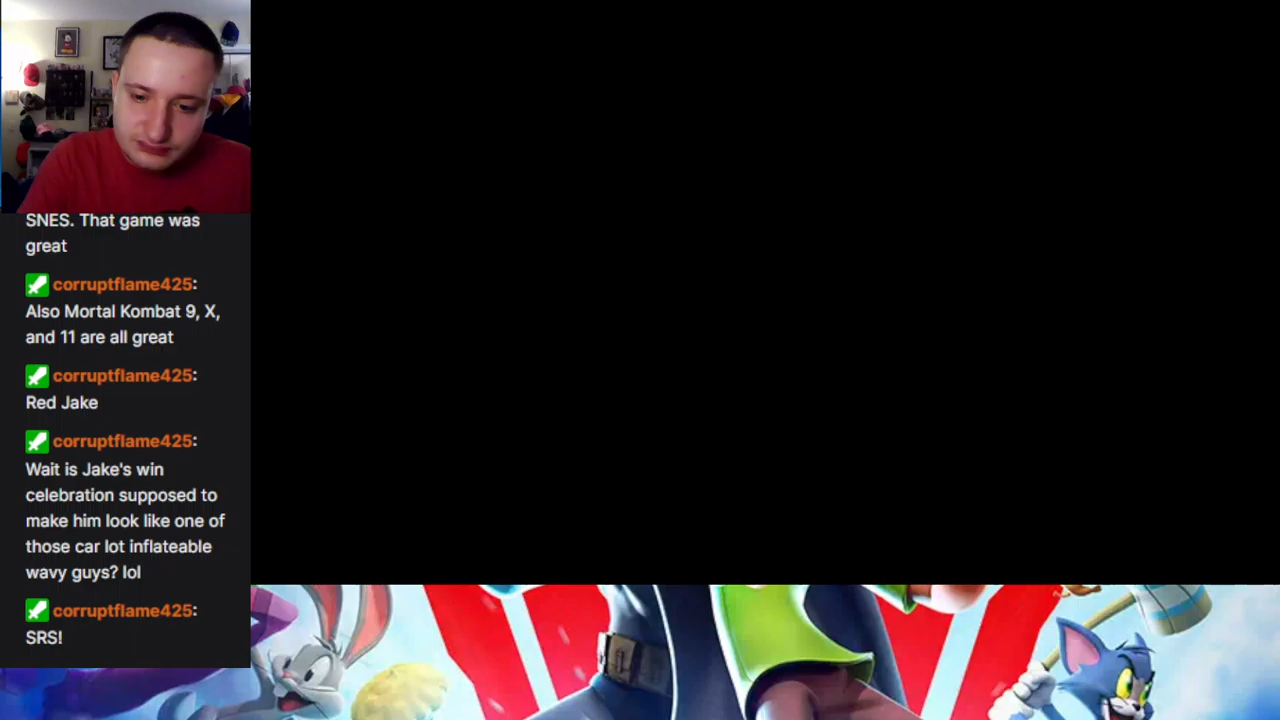 SNES. That game was
great
corruptflame425:
Also Mortal Kombat 9, X,
and 11 are all great
corruptflame425:
Red Jake
corruptflame425:
Wait is Jake's win
celebration supposed to
make him look like one of
those car lot inflateable
wavy guys? lol
corruptflame425:
SRS!